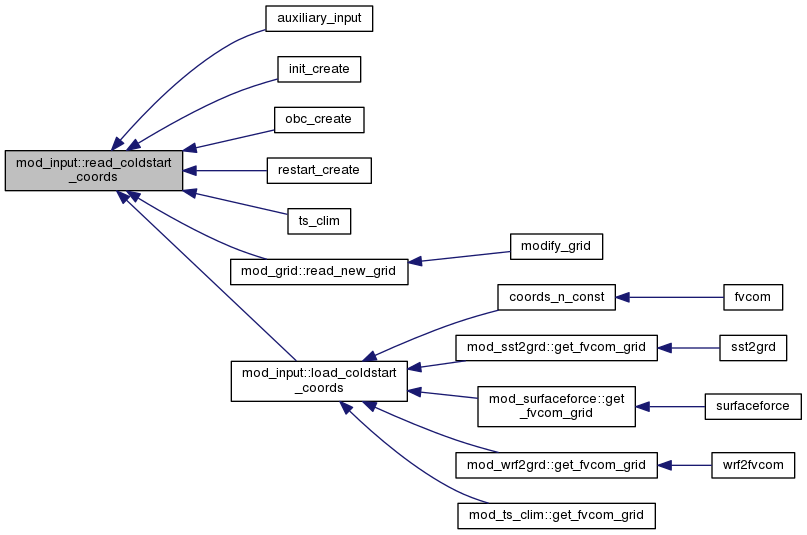 auxiliary_input
init_create
obc_create
mod_input::read_coldstart
_coords
restart_create
ts_clim
modify_grid
mod_grid::read_new_grid
coords_n_const
fvcom
mod_sst2grd::get_fvcom_grid
sst2grd
mod_input::load_coldstart
_coords
mod_surfaceforce::get
_fvcom_grid
surfaceforce
mod_wrf2grd::get_fvcom_grid
wrf2fvcom
mod_ts_clim::get_fvcom_grid